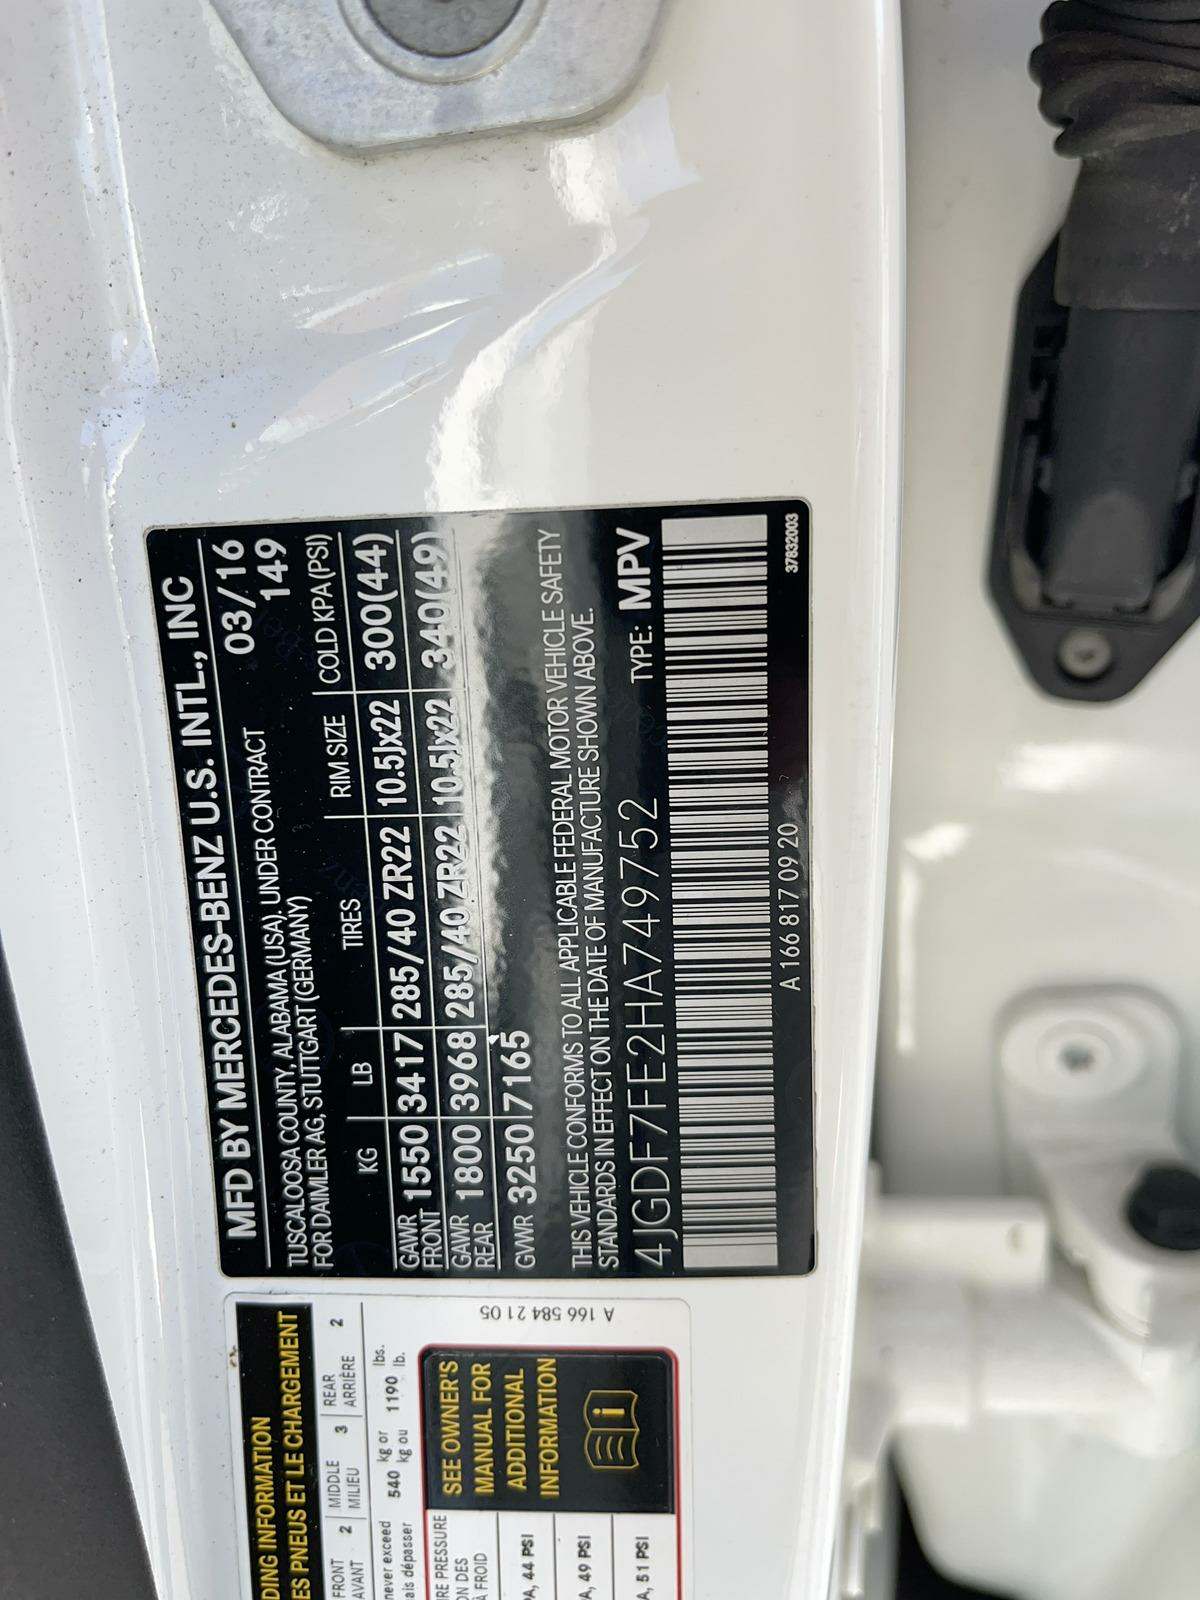 MFD BY MERCEDES-BENZ U.S. INTL., INC
TUSCALOOSA COUNTY, ALABAMA (USA), UNDER CONTRACT 03/16
FOR DAIMLER AG, STUTTGART (GERMANY) 149
KG LB TIRES RIM SIZE COLD KPA (PSI)
GAWR FRONT 1550 3417 285/40 ZR22 10.5Jx22 300(44)
GAWR REAR 1800 3968 285/40 ZR22 10.5Jx22 340(49)
GVWR 3250 7165
THIS VEHICLE CONFORMS TO ALL APPLICABLE FEDERAL MOTOR VEHICLE SAFETY
STANDARDS IN EFFECT ON THE DATE OF MANUFACTURE SHOWN ABOVE.
4JGDF7FE2HA749752 TYPE: MPV
A 166 817 09 20
37832003
DING INFORMATION
ES PNEUS ET LE CHARGEMENT
FRONT 2 MIDDLE 3 REAR 2
AVANT MILIEU ARRIÈRE
never exceed 540 kg or 1190 lbs.
ais dépasser kg ou lb.
IRE PRESSURE
ON DES
À FROID
PA, 44 PSI
A, 49 PSI
A, 51 PSI
SEE OWNER'S
MANUAL FOR
ADDITIONAL
INFORMATION
A 166 584 21 05